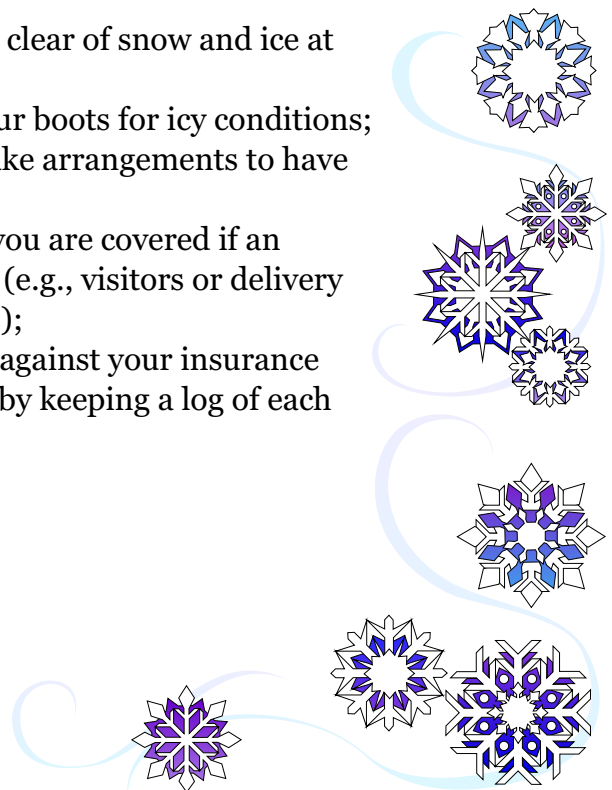 clear of snow and ice at
ur boots for icy conditions;
ke arrangements to have
you are covered if an
(e.g., visitors or delivery
);
against your insurance
by keeping a log of each